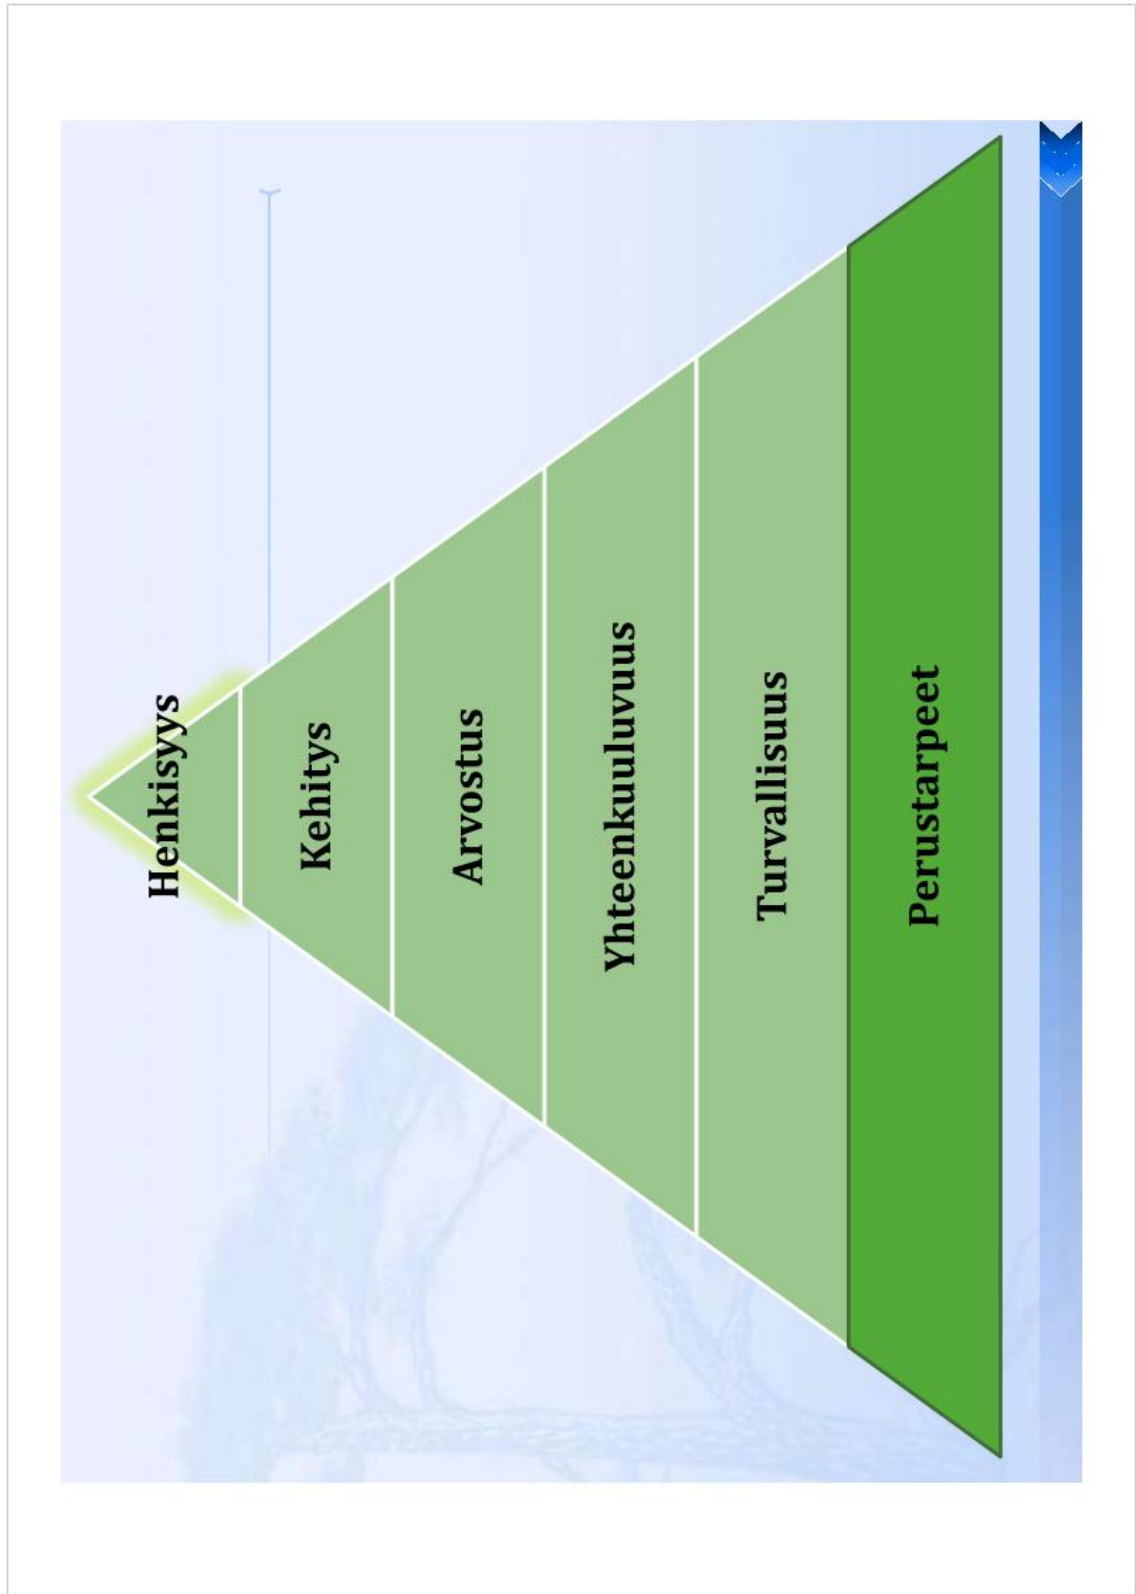 Henkisyys
Kehitys
Arvostus
Yhteenkuuluvuus
Turvallisuus
Perustarpeet